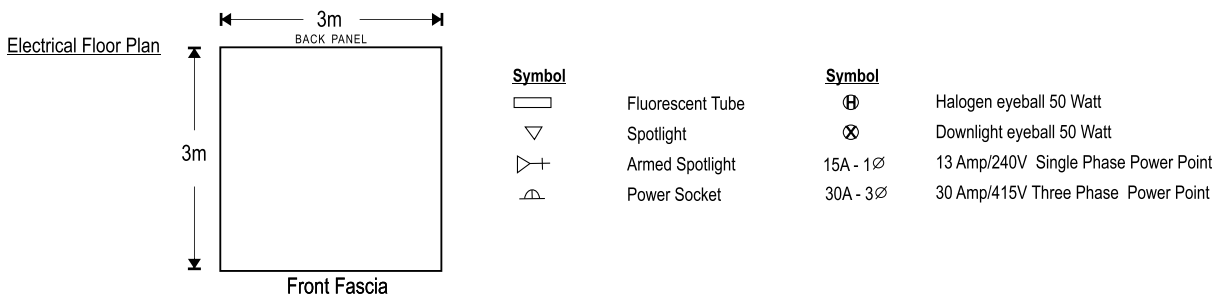 3m
BACK PANEL
Electrical Floor Plan
3m
Front Fascia
Symbol
Fluorescent Tube
Spotlight
Armed Spotlight
Power Socket
Symbol
H Halogen eyeball 50 Watt
X Downlight eyeball 50 Watt
15A - 1∅ 13 Amp/240V Single Phase Power Point
30A - 3∅ 30 Amp/415V Three Phase Power Point